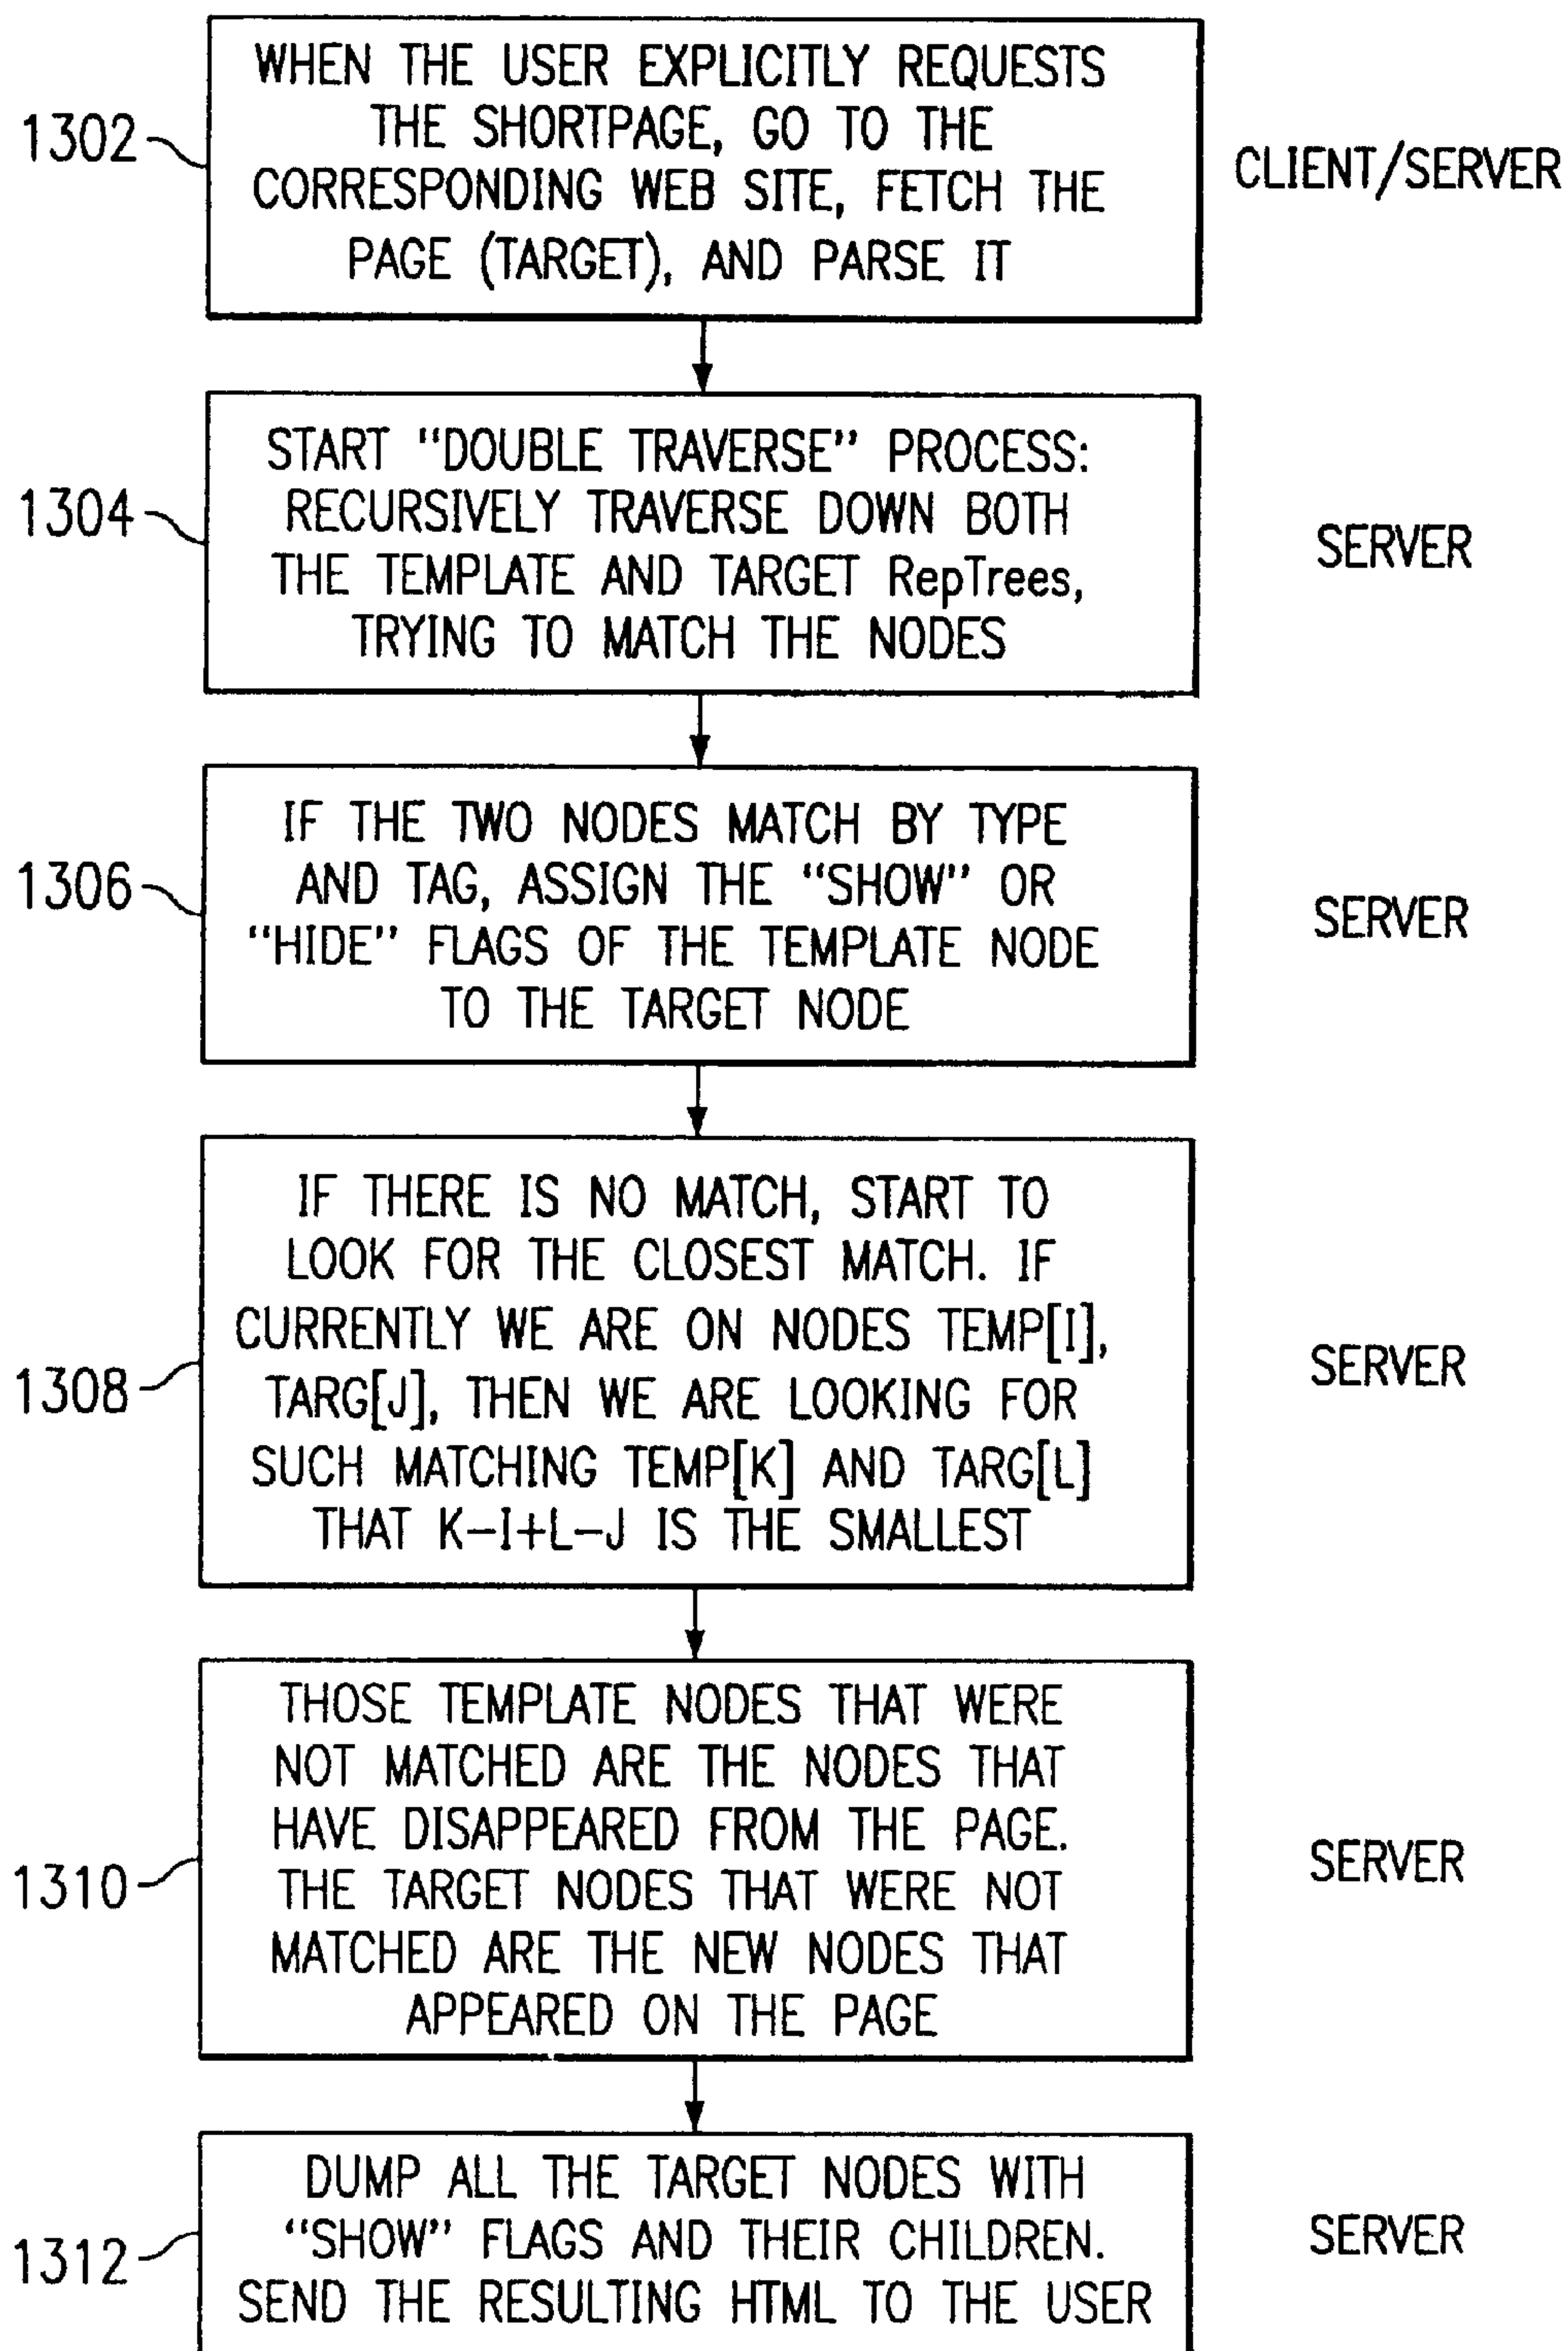 WHEN THE USER EXPLICITLY REQUESTS
THE SHORTPAGE, GO TO THE
CORRESPONDING WEB SITE, FETCH THE
PAGE (TARGET), AND PARSE IT
1302
CLIENT/SERVER
START "DOUBLE TRAVERSE" PROCESS:
RECURSIVELY TRAVERSE DOWN BOTH
THE TEMPLATE AND TARGET RepTrees,
TRYING TO MATCH THE NODES
1304
SERVER
IF THE TWO NODES MATCH BY TYPE
AND TAG, ASSIGN THE "SHOW" OR
"HIDE" FLAGS OF THE TEMPLATE NODE
TO THE TARGET NODE
1306
SERVER
IF THERE IS NO MATCH, START TO
LOOK FOR THE CLOSEST MATCH. IF
CURRENTLY WE ARE ON NODES TEMP[I],
TARG[J], THEN WE ARE LOOKING FOR
SUCH MATCHING TEMP[K] AND TARG[L]
THAT K-I+L-J IS THE SMALLEST
1308
SERVER
THOSE TEMPLATE NODES THAT WERE
NOT MATCHED ARE THE NODES THAT
HAVE DISAPPEARED FROM THE PAGE.
THE TARGET NODES THAT WERE NOT
MATCHED ARE THE NEW NODES THAT
APPEARED ON THE PAGE
1310
SERVER
DUMP ALL THE TARGET NODES WITH
"SHOW" FLAGS AND THEIR CHILDREN.
SEND THE RESULTING HTML TO THE USER
1312
SERVER